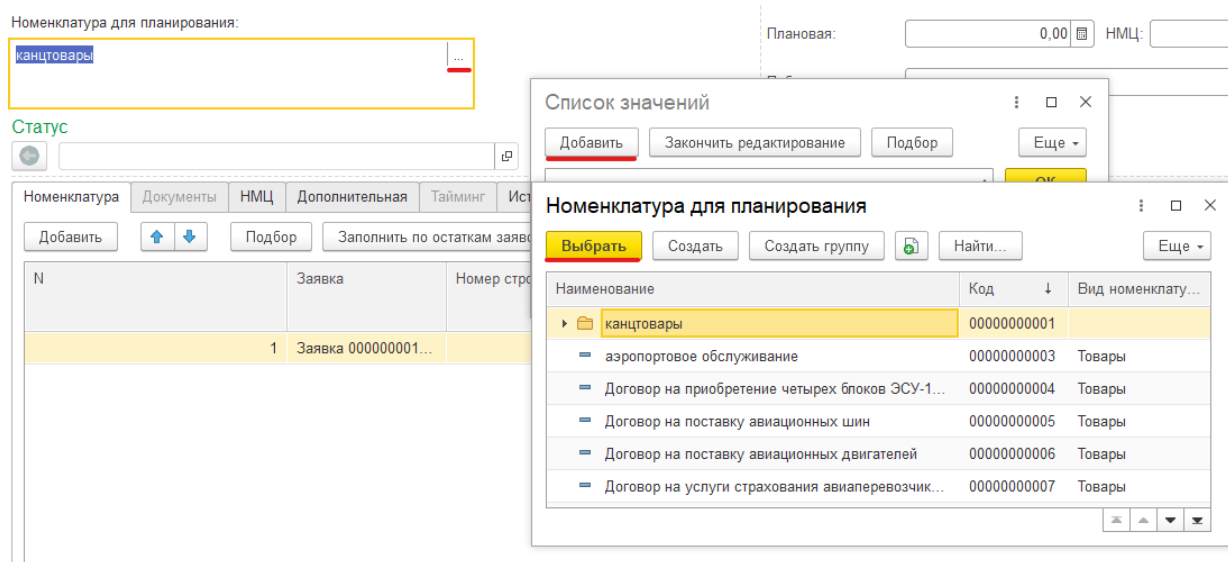 Номенклатура для планирования:
канцтовары
...
Плановая:
0,00
НМЦ:
Статус
Номенклатура Документы НМЦ Дополнительная Тайминг Ист
Добавить Подбор Заполнить по остаткам заяво
N Заявка Номер стро
1 Заявка 000000001...
Список значений
Добавить Закончить редактирование Подбор Еще
Номенклатура для планирования
Выбрать Создать Создать группу Найти... Еще
Наименование Код ↓ Вид номенклату...
канцтовары 00000000001
аэропортовое обслуживание 00000000003 Товары
Договор на приобретение четырех блоков ЭСУ-1... 00000000004 Товары
Договор на поставку авиационных шин 00000000005 Товары
Договор на поставку авиационных двигателей 00000000006 Товары
Договор на услуги страхования авиаперевозчик... 00000000007 Товары